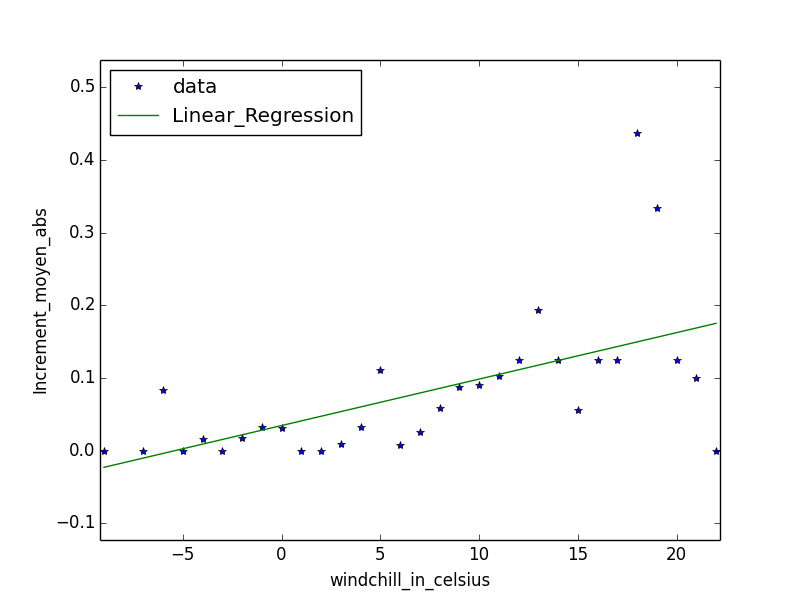 data
Linear_Regression
0.5
0.4
0.3
0.2
0.1
0.0
−0.1
Increment_moyen_abs
−5 0 5 10 15 20
windchill_in_celsius